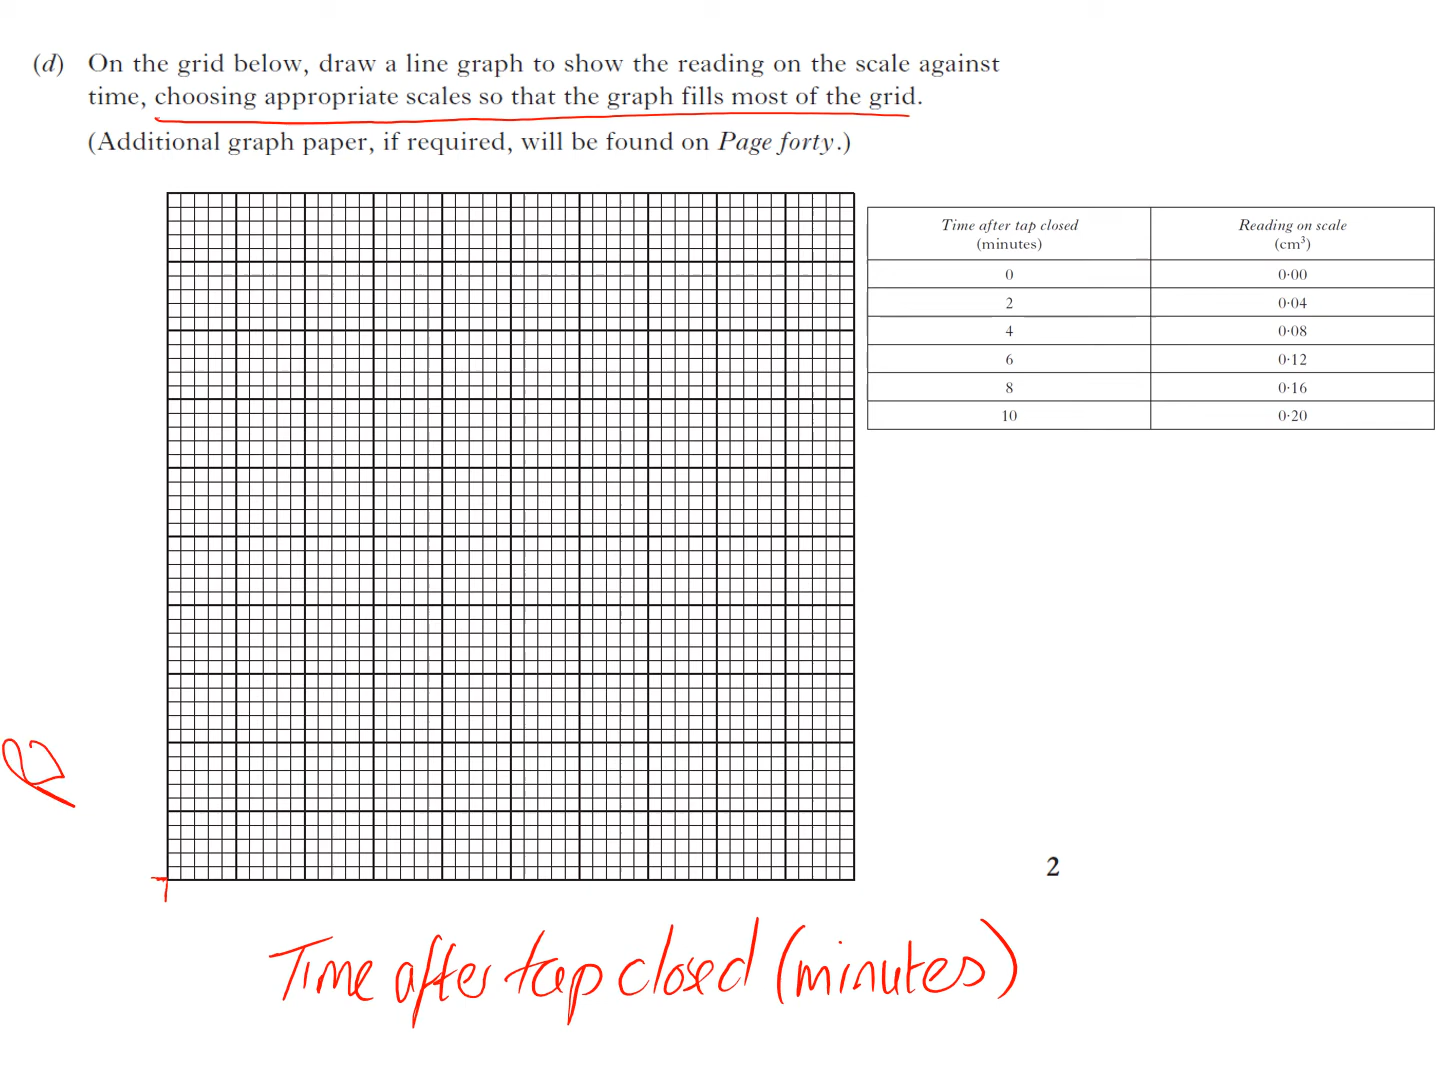 (d) On the grid below, draw a line graph to show the reading on the scale against
time, choosing appropriate scales so that the graph fills most of the grid.
(Additional graph paper, if required, will be found on Page forty.)
Time after tap closed
(minutes)
Reading on scale
(cm³)
0 0·00
2 0·04
4 0·08
6 0·12
8 0·16
10 0·20
R
2
Time after tap closed (minutes)